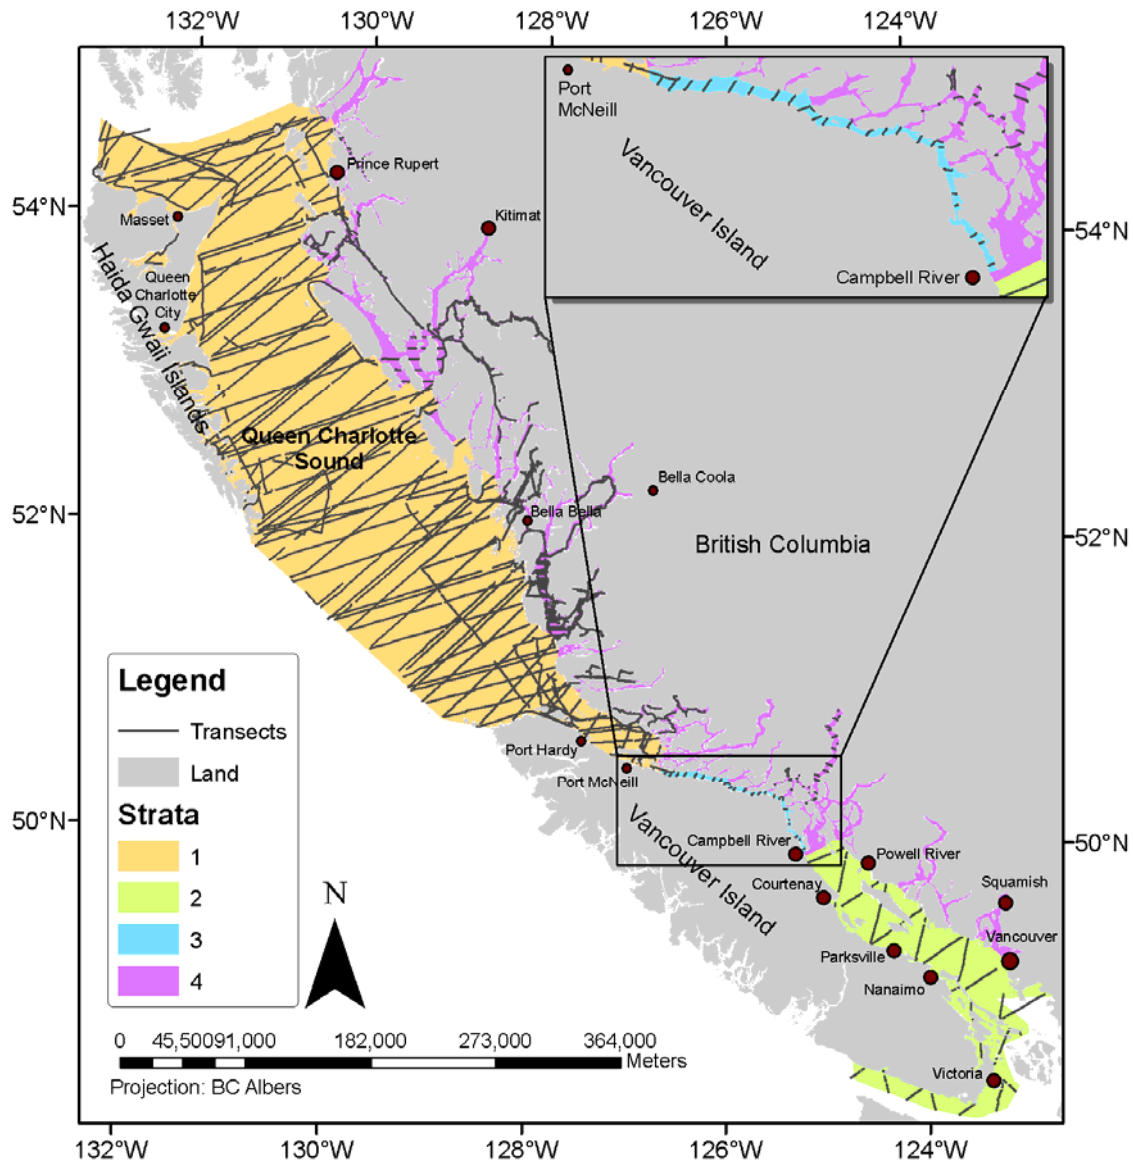 132°W 130°W 128°W 126°W 124°W
Port
McNeill
Vancouver Island
Campbell River
54°N
54°N
Prince Rupert
Kitimat
Masset
Queen
Charlotte
City
Haida Gwaii Islands
Queen Charlotte
Sound
Bella Coola
Bella Bella
52°N
52°N
British Columbia
Legend
Transects
Land
Strata
1
2
3
4
Port Hardy
Port McNeill
50°N
50°N
Vancouver Island
Campbell River
Powell River
Courtenay
Squamish
Vancouver
Parksville
Nanaimo
Victoria
N
0 45,50091,000 182,000 273,000 364,000
Meters
Projection: BC Albers
132°W 130°W 128°W 126°W 124°W